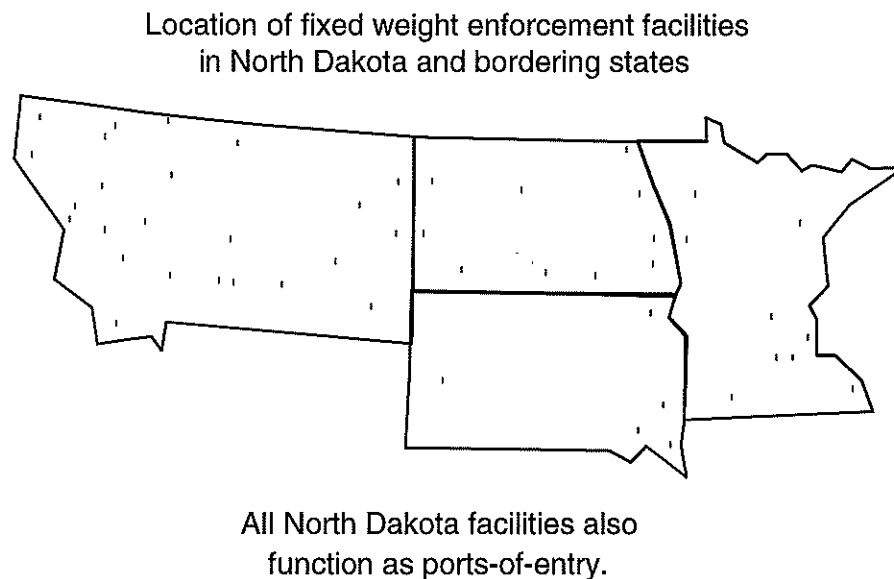 Location of fixed weight enforcement facilities
in North Dakota and bordering states
All North Dakota facilities also
function as ports-of-entry.